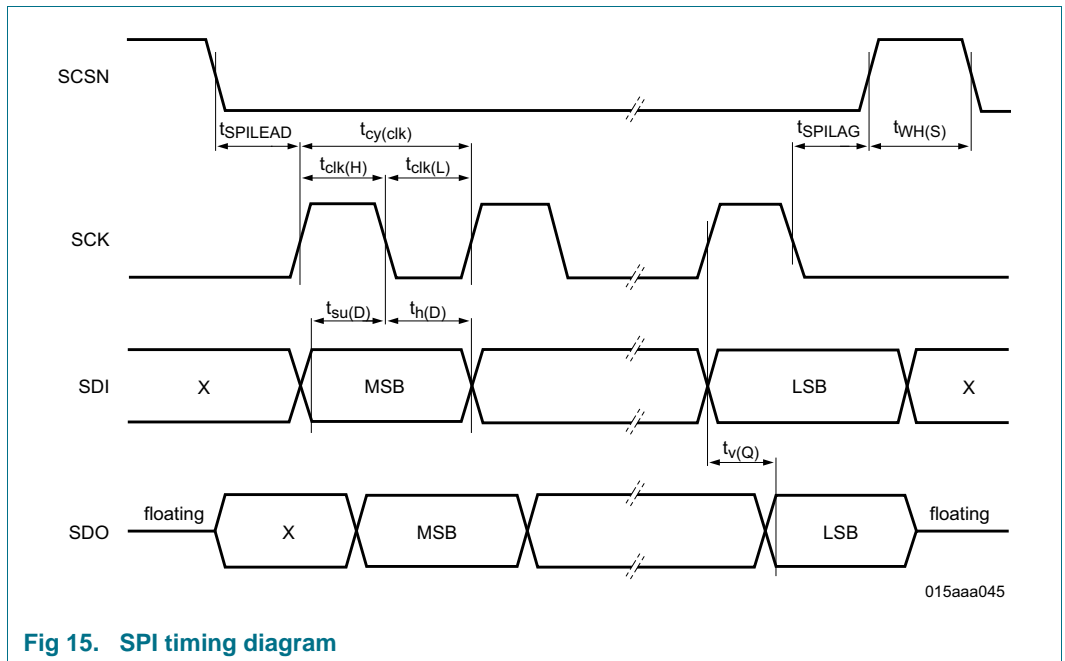 SCSN
tSPILEAD
tcy(clk)
tSPILAG
tWH(S)
tclk(H)
tclk(L)
SCK
tsu(D)
th(D)
SDI
X
MSB
LSB
X
tv(Q)
floating
floating
SDO
X
MSB
LSB
015aaa045
Fig 15. SPI timing diagram